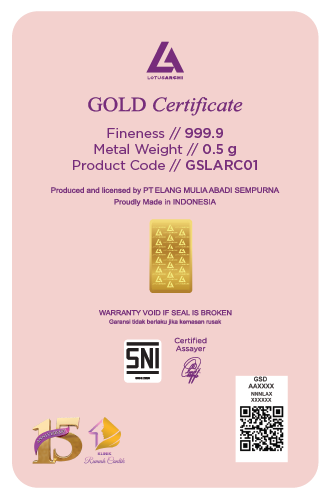 LOTUSARCHI
GOLD Certificate
Fineness // 999.9
Metal Weight // 0.5 g
Product Code // GSLARC01
Produced and licensed by PT ELANG MULIA ABADI SEMPURNA
Proudly Made in INDONESIA
WARRANTY VOID IF SEAL IS BROKEN
Garansi tidak berlaku jika kemasan rusak
SNI
Certified
Assayer
GSD
AAXXXX
NNNLAX
XXXXXX
15
Rumah Cantik